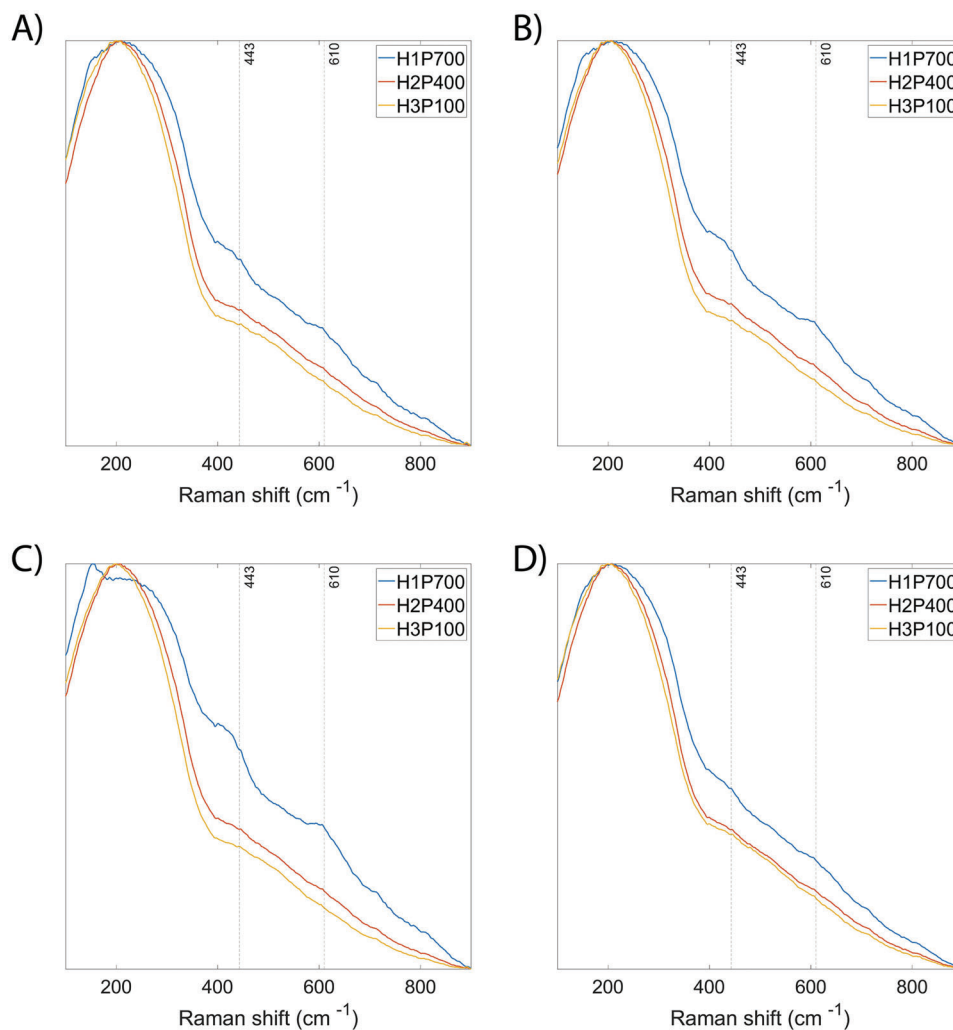 A)
443
610
H1P700
H2P400
H3P100
200 400 600 800
Raman shift (cm -1)
B)
443
610
H1P700
H2P400
H3P100
200 400 600 800
Raman shift (cm -1)
C)
443
610
H1P700
H2P400
H3P100
200 400 600 800
Raman shift (cm -1)
D)
443
610
H1P700
H2P400
H3P100
200 400 600 800
Raman shift (cm -1)